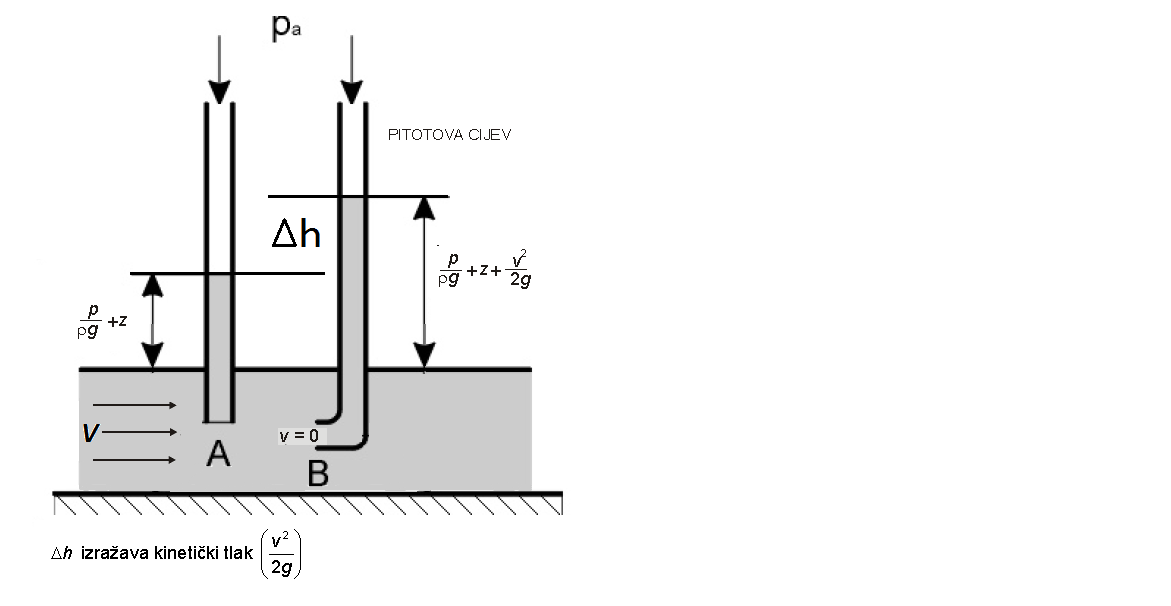 pa
PITOTOVA CIJEV
Δh
p/ρg +z+ v²/2g
p/ρg +z
V
A
v = 0
B
Δh izražava kinetički tlak (v²/2g)